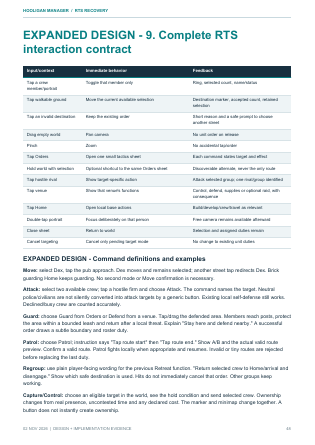 HOOLIGAN MANAGER / RTS RECOVERY
EXPANDED DESIGN - 9. Complete RTS
interaction contract
Input/context Immediate behavior Feedback
Tap a crew member/portrait Toggle that member only Ring, selected count, name/status
Tap walkable ground Move the current available selection Destination marker, accepted count, retained selection
Tap an invalid destination Keep the existing order Short reason and a safe prompt to choose another street
Drag empty world Pan camera No unit order on release
Pinch Zoom No accidental tap/order
Tap Orders Open one small tactics sheet Each command states target and effect
Hold world with selection Optional shortcut to the same Orders sheet Discoverable alternate; never the only route
Tap hostile rival Show target-specific action Attack selected group; one rival/group identified
Tap venue Show that venue's functions Control, defend, supplies or optional raid, with consequence
Tap Home Open local base actions Build/develop/crew/travel as relevant
Double-tap portrait Focus deliberately on that person Free camera remains available afterward
Close sheet Return to world Selection and assigned duties remain
Cancel targeting Cancel only pending target mode No change to existing unit duties
EXPANDED DESIGN - Command definitions and examples
Move: select Dex, tap the pub approach. Dex moves and remains selected; another street tap redirects Dex. Brix
guarding Home keeps guarding. No second mode or Move confirmation is necessary.
Attack: select two available crew; tap a hostile firm and choose Attack. The command names the target. Neutral
police/civilians are not silently converted into attack targets by a generic button. Existing local self-defense still works.
Declined/busy crew are counted accurately.
Guard: choose Guard from Orders or Defend from a venue. Tap/drag the defended area. Members reach posts, protect
the area within a bounded leash and return after a local threat. Explain "Stay here and defend nearby." A successful
order draws a subtle boundary and roster duty.
Patrol: choose Patrol; instruction says "Tap route start" then "Tap route end." Show A/B and the actual valid route
preview. Confirm a valid route. Patrol fights locally when appropriate and resumes. Invalid or tiny routes are rejected
before replacing the last duty.
Regroup: use plain player-facing wording for the previous Retreat function. "Return selected crew to Home/arrival and
disengage." Show which safe destination is used. Hits do not immediately cancel that order. Other groups keep
working.
Capture/Control: choose an eligible target in the world, see the hold condition and send selected crew. Ownership
changes from real presence, uncontested time and any declared cost. The marker and minimap change together. A
button does not instantly create ownership.
02 NOV 2025 | DESIGN + IMPLEMENTATION EVIDENCE